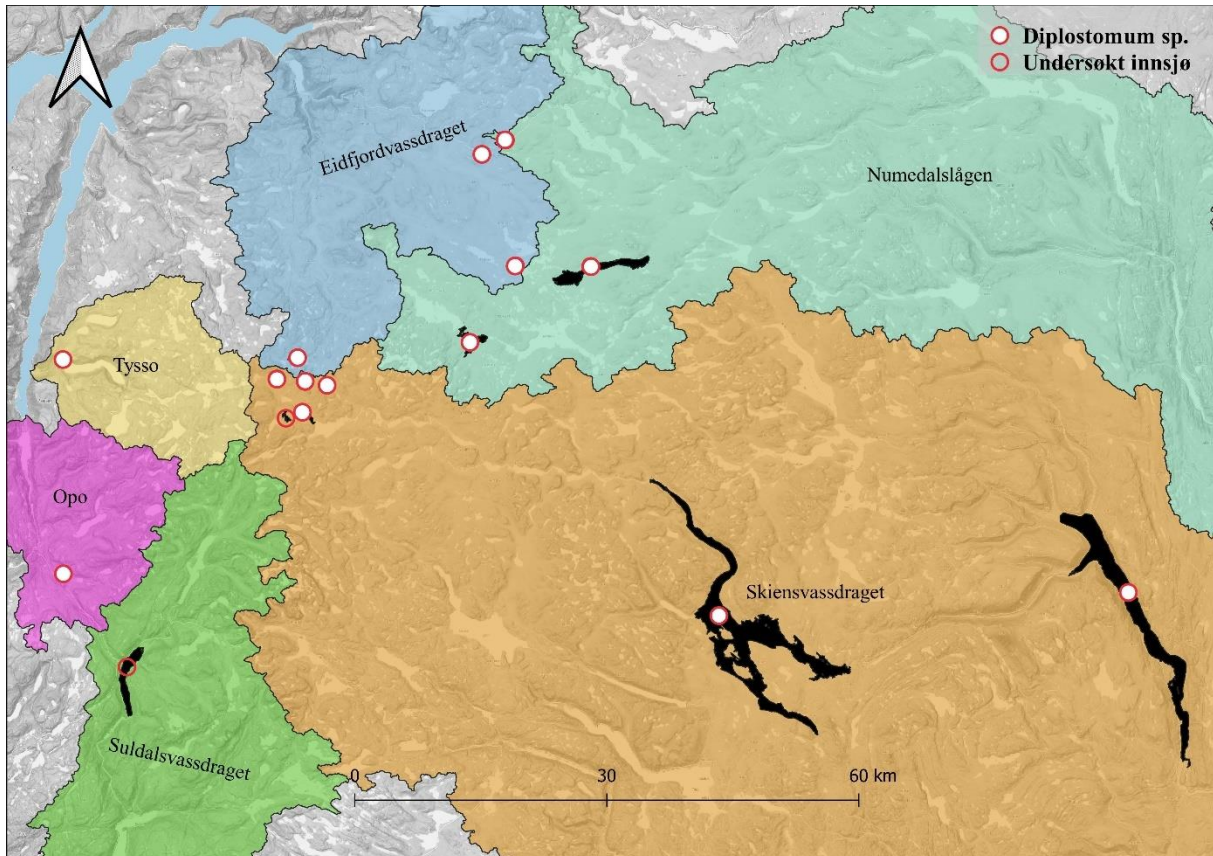 Diplostomum sp.
Undersøkt innsjø
Eidfjordvassdraget
Numedalslågen
Tysso
Opo
Skiensvassdraget
Suldalsvassdraget
0 30 60 km